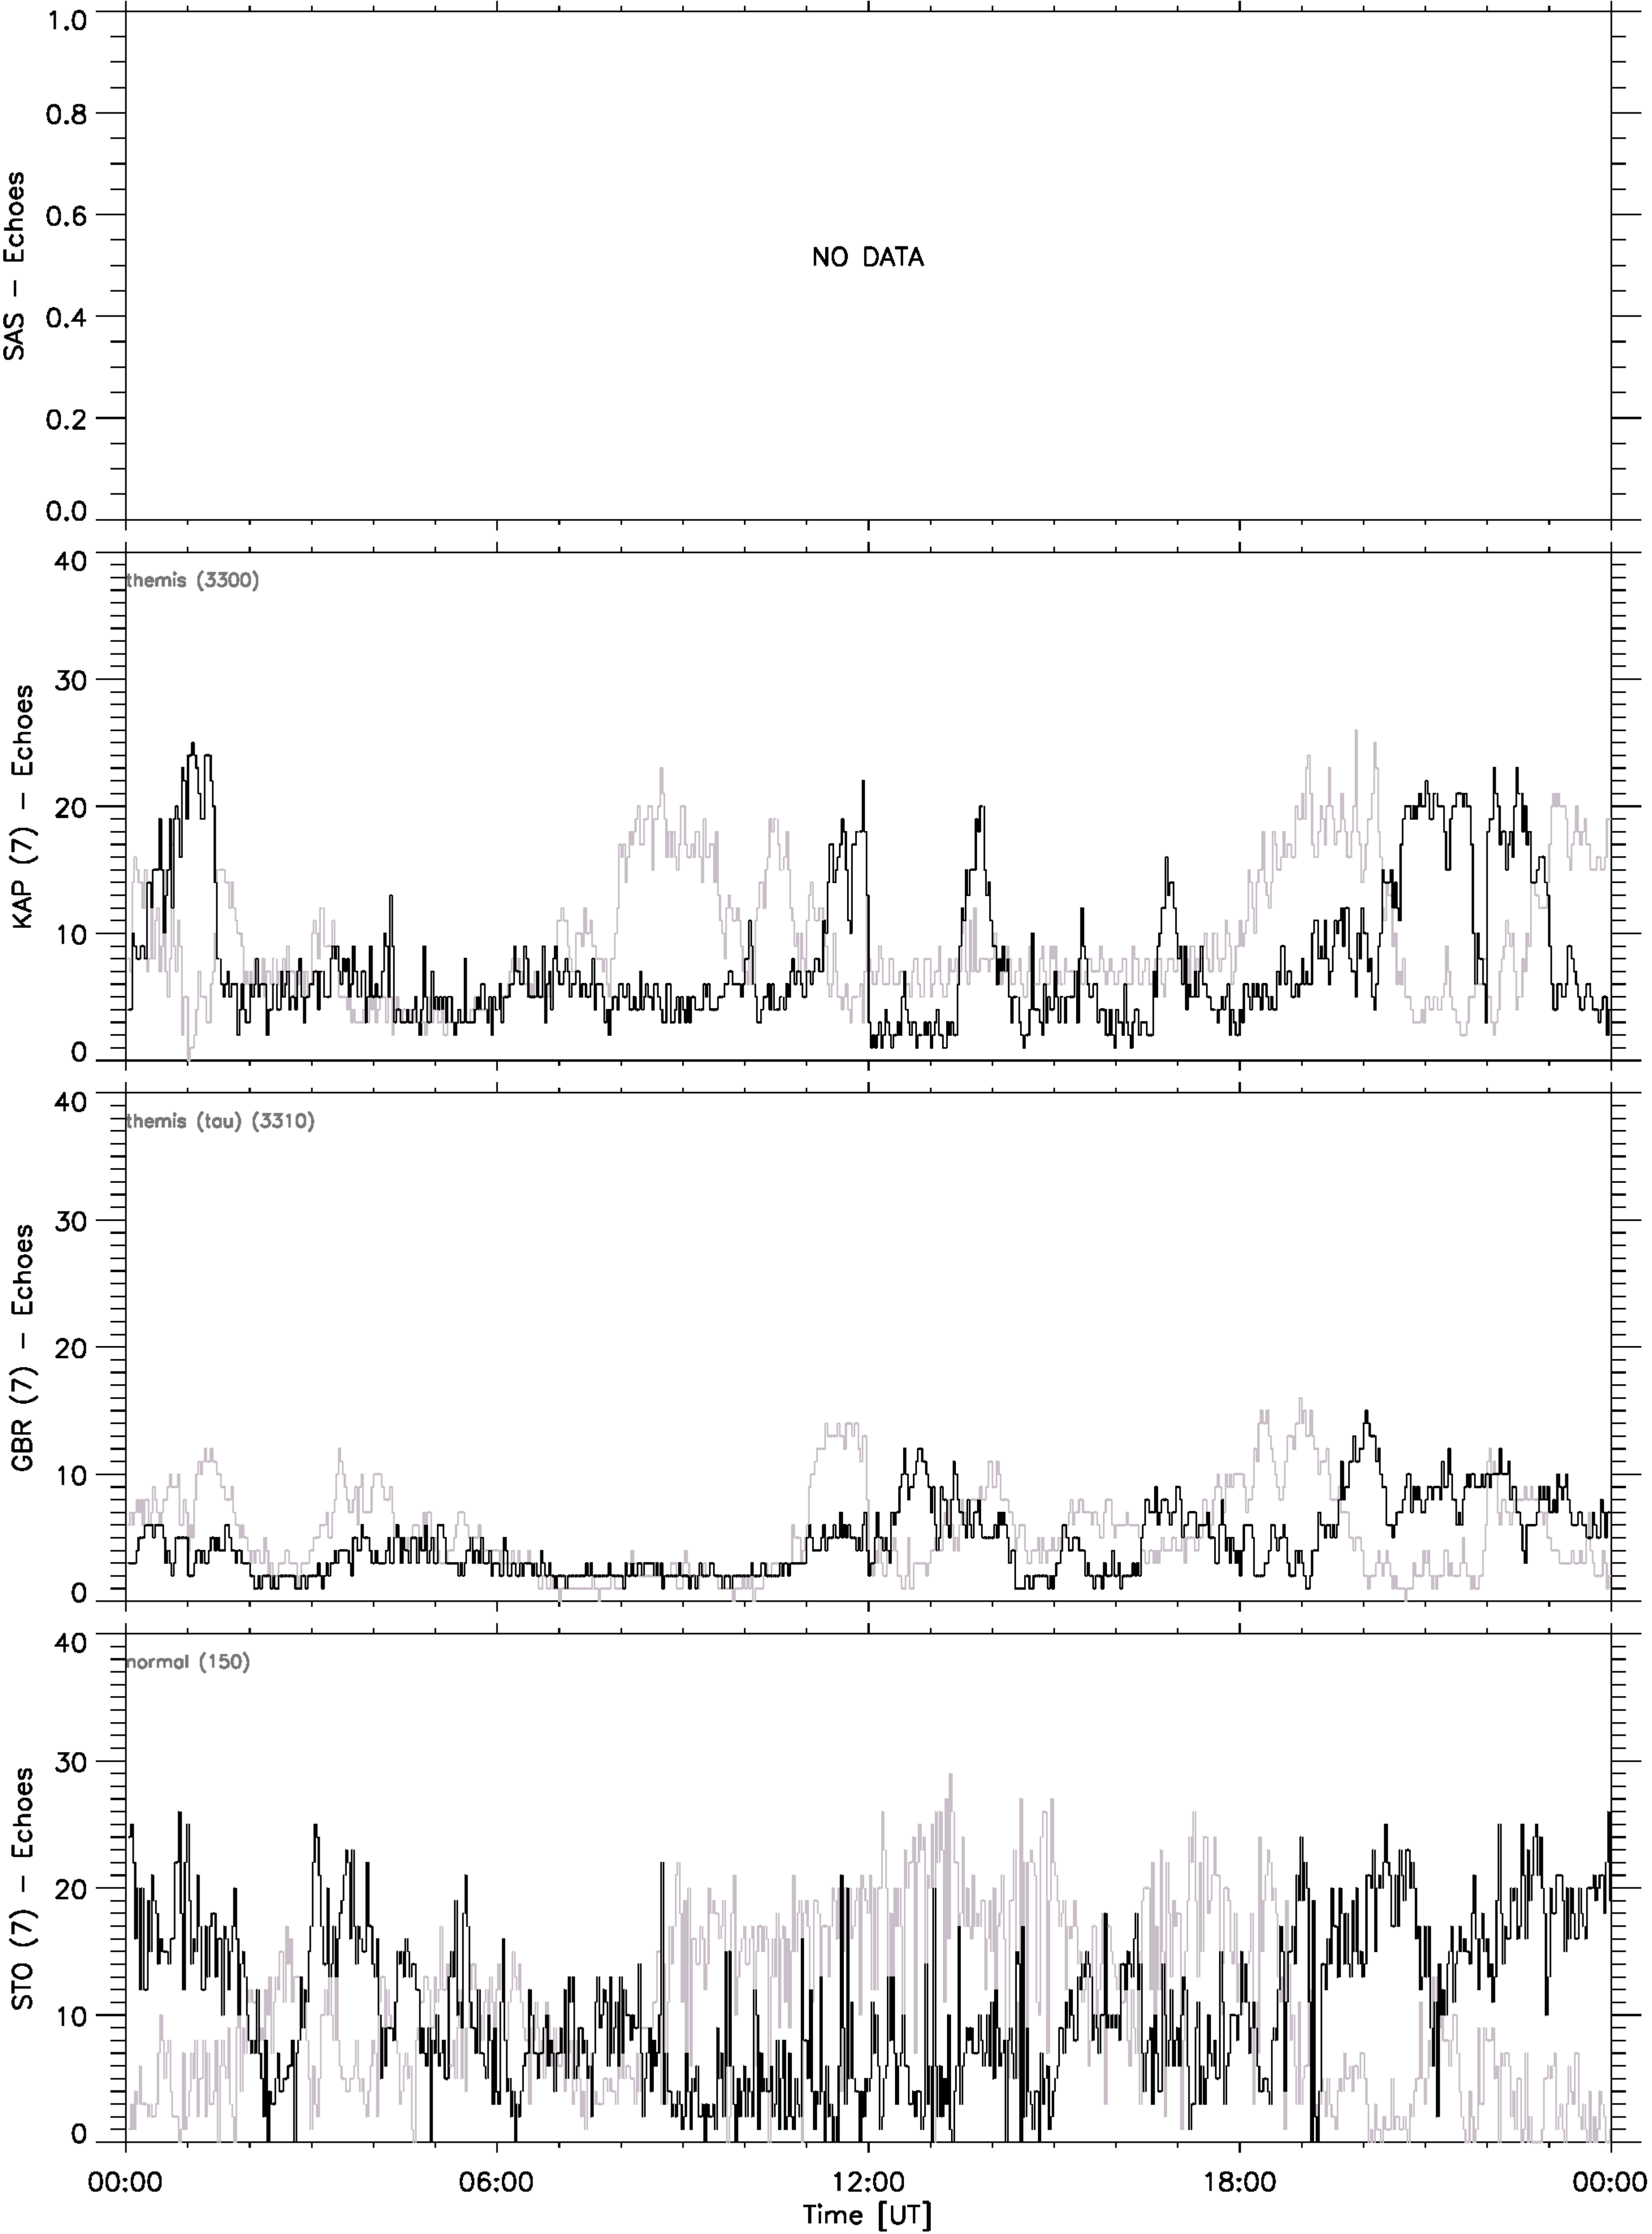 1.0
0.8
0.6
0.4
0.2
0.0
SAS – Echoes
NO DATA
40
30
20
10
0
KAP (7) – Echoes
themis (3300)
40
30
20
10
0
GBR (7) – Echoes
themis (tau) (3310)
40
30
20
10
0
STO (7) – Echoes
normal (150)
00:00 06:00 12:00 18:00 00:00
Time [UT]